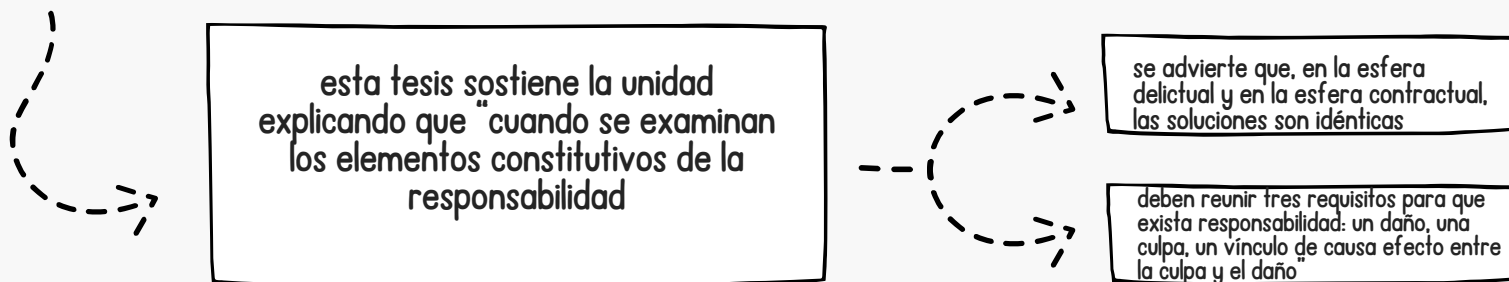 esta tesis sostiene la unidad
explicando que “cuando se examinan
los elementos constitutivos de la
responsabilidad
se advierte que, en la esfera
delictual y en la esfera contractual,
las soluciones son idénticas
deben reunir tres requisitos para que
exista responsabilidad: un daño, una
culpa, un vínculo de causa efecto entre
la culpa y el daño”